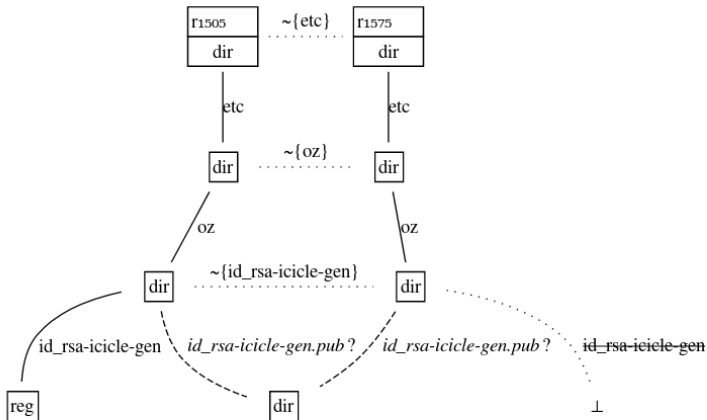 r1505 ~{etc} r1575
dir dir
etc etc
dir ~{oz} dir
oz oz
dir ~{id_rsa-icicle-gen} dir
id_rsa-icicle-gen id_rsa-icicle-gen.pub ? id_rsa-icicle-gen.pub ? id_rsa-icicle-gen
reg dir ⊥